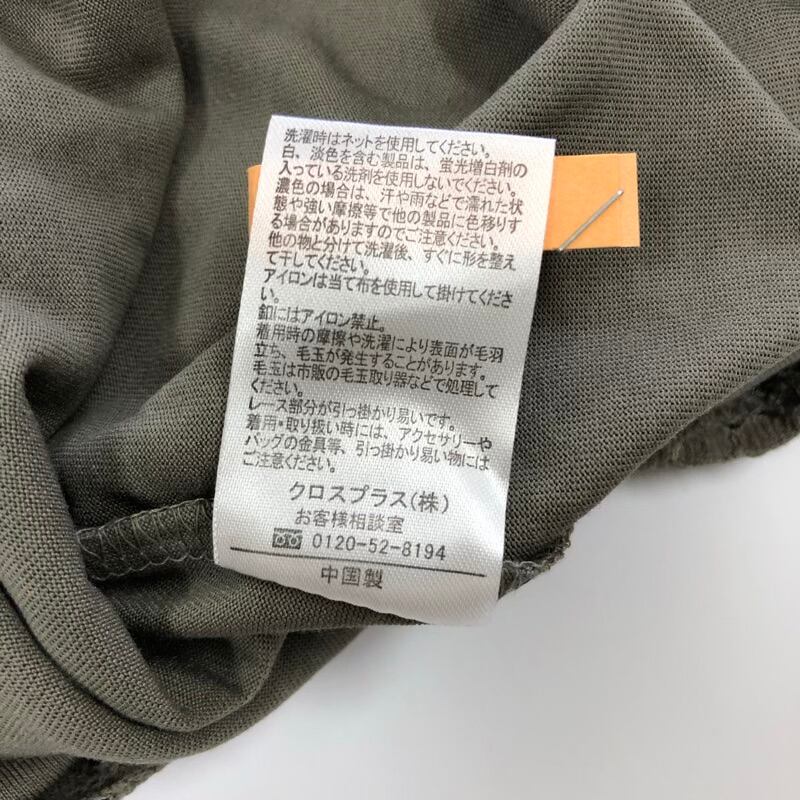 洗濯時はネットを使用してください。
白、淡色を含む製品は、蛍光増白剤の
入っている洗剤を使用しないでください。
濃色の場合は、汗や雨などで濡れた状
態や強い摩擦等で他の製品に色移りす
る場合がありますのでご注意ください。
他の物と分けて洗濯後、すぐに形を整え
て干してください。
アイロンは当て布を使用して掛けてくださ
い。
釦にはアイロン禁止。
着用時の摩擦や洗濯により表面が毛羽
立ち、毛玉が発生することがあります。
毛玉は市販の毛玉取り器などで処理して
ください。
レース部分が引っ掛かり易いです。
着用・取り扱い時には、アクセサリーや
バッグの金具等、引っ掛かり易い物には
ご注意ください。
クロスプラス(株)
お客様相談室
0120-52-8194
中国製